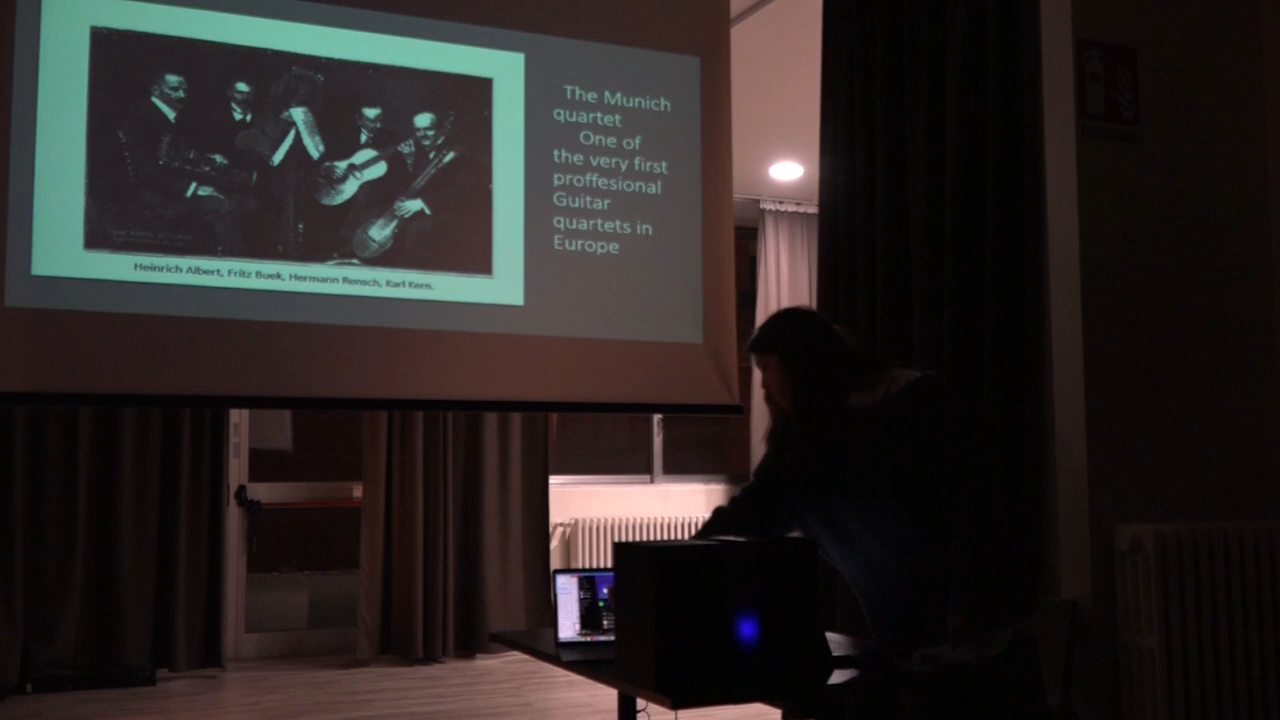 The Munich
quartet
One of
the very first
proffesional
Guitar
quartets in
Europe
Heinrich Albert, Fritz Buek, Hermann Rensch, Karl Kern.